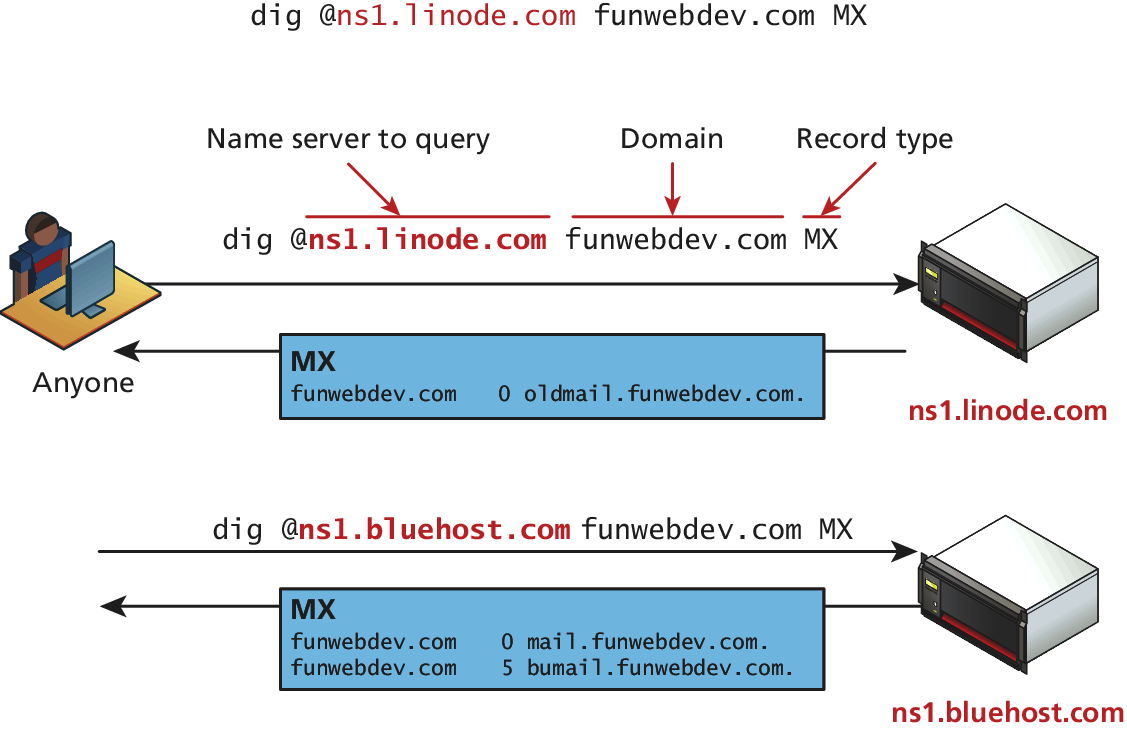 dig @ns1.linode.com funwebdev.com MX
Name server to query Domain Record type
dig @ns1.linode.com funwebdev.com MX
MX
funwebdev.com 0 oldmail.funwebdev.com.
Anyone
ns1.linode.com
dig @ns1.bluehost.com funwebdev.com MX
MX
funwebdev.com 0 mail.funwebdev.com.
funwebdev.com 5 bumail.funwebdev.com.
ns1.bluehost.com